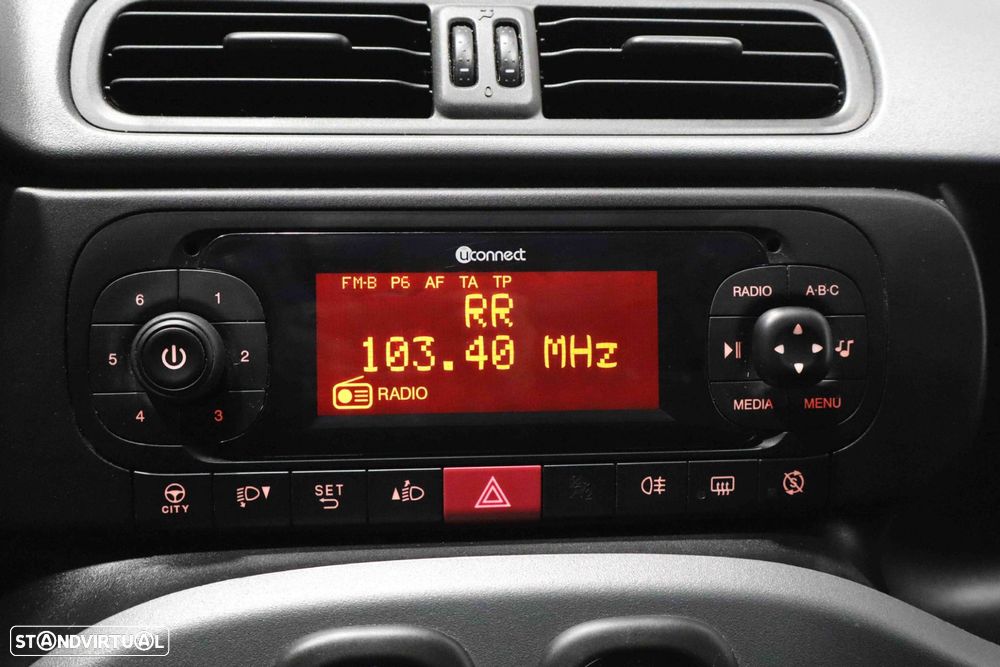 O
uconnect
FM-B P6 AF TA TP
RR
103.40 MHz
RADIO
6 1
5 2
4 3
RADIO A·B·C
MEDIA MENU
CITY
SET
STANDVIRTUAL